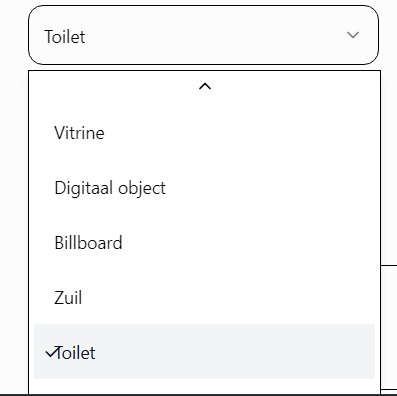 Toilet
Vitrine
Digitaal object
Billboard
Zuil
Toilet